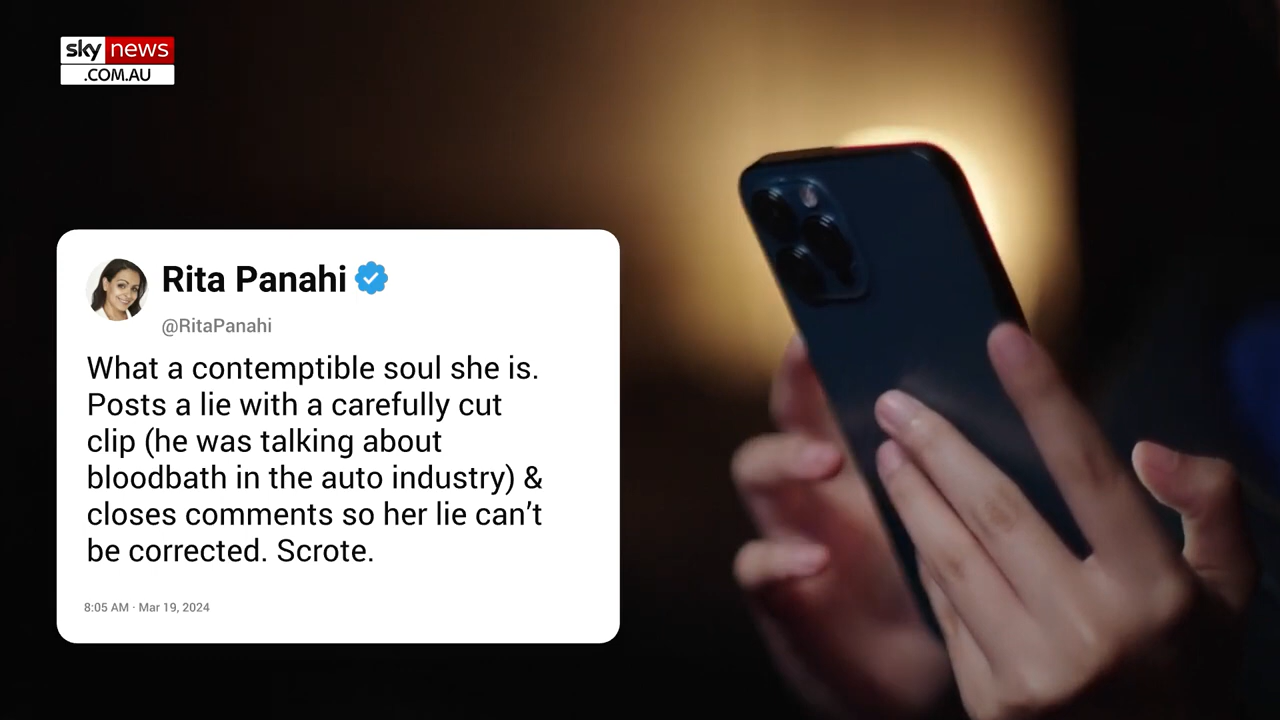 sky news
.COM.AU
Rita Panahi
@RitaPanahi
What a contemptible soul she is.
Posts a lie with a carefully cut
clip (he was talking about
bloodbath in the auto industry) &
closes comments so her lie can't
be corrected. Scrote.
8:05 AM · Mar 19, 2024